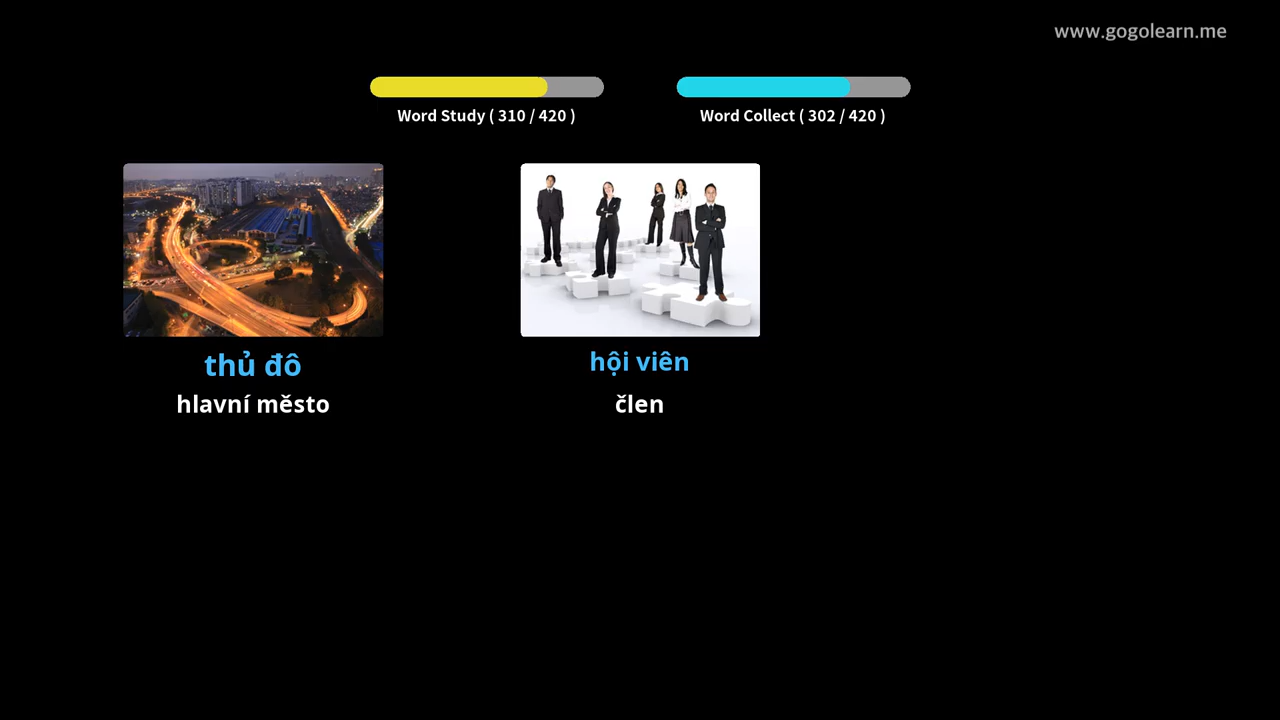 www.gogolearn.me
Word Study ( 310 / 420 )
Word Collect ( 302 / 420 )
thủ đô
hlavní město
hội viên
člen